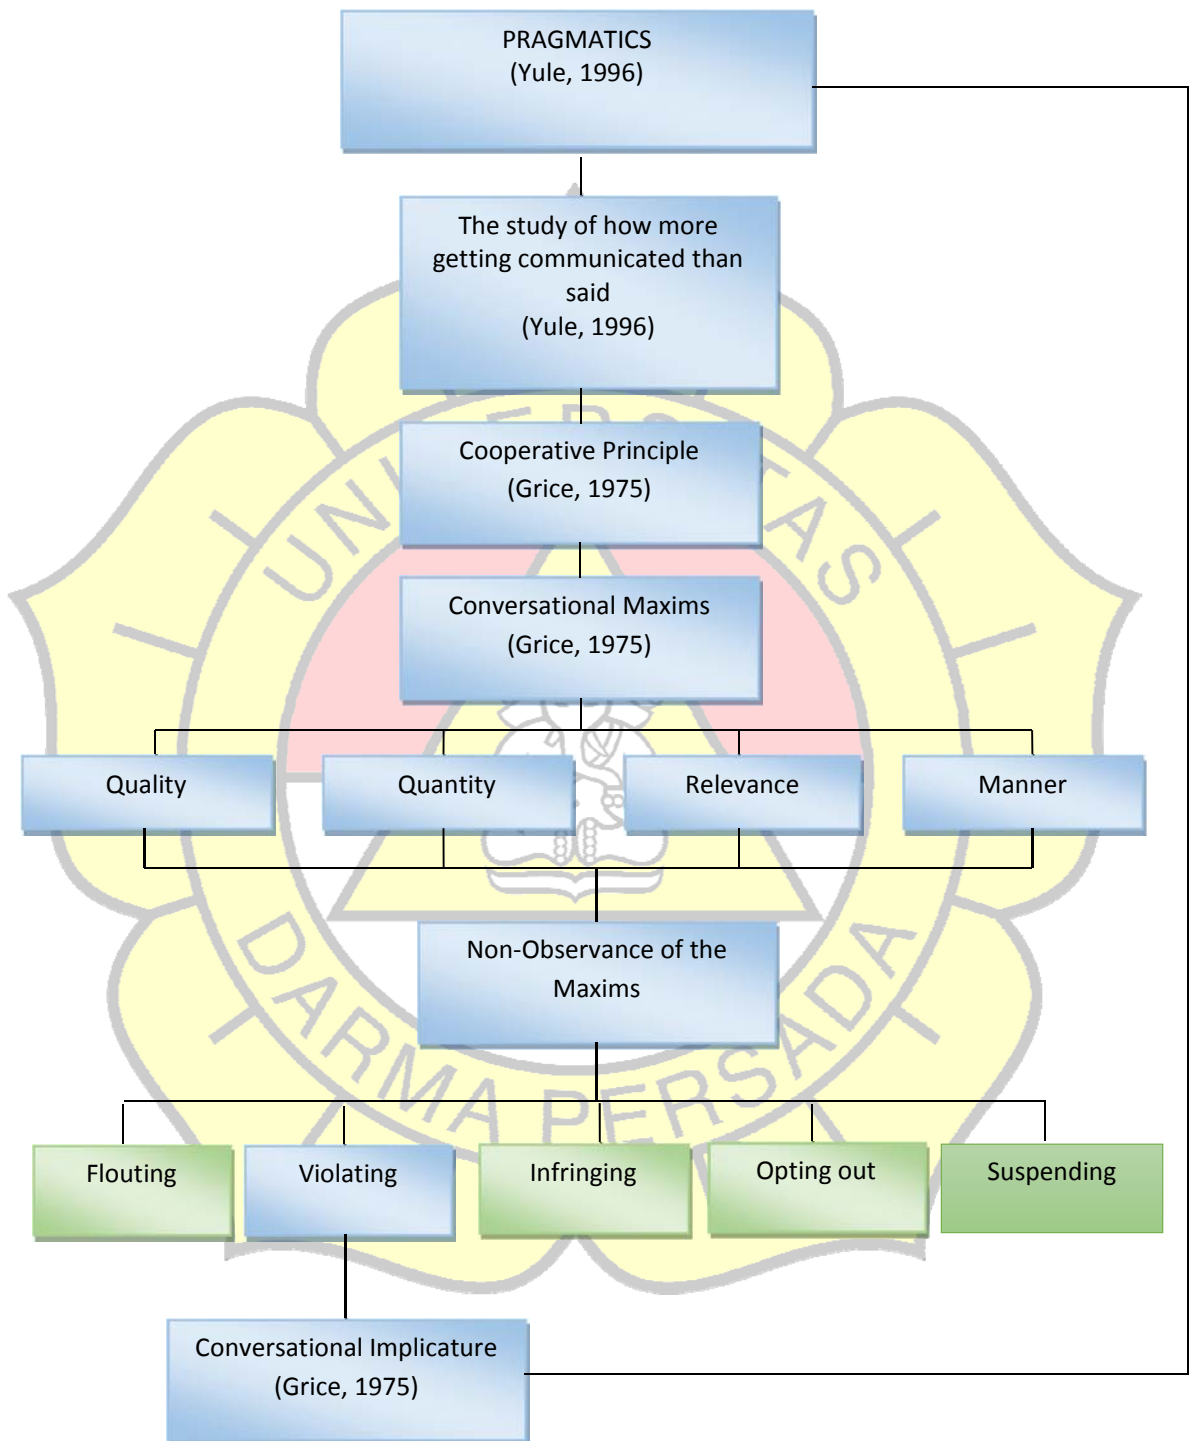 PRAGMATICS
(Yule, 1996)
The study of how more
getting communicated than
said
(Yule, 1996)
Cooperative Principle
(Grice, 1975)
Conversational Maxims
(Grice, 1975)
Quality
Quantity
Relevance
Manner
Non-Observance of the
Maxims
Flouting
Violating
Infringing
Opting out
Suspending
Conversational Implicature
(Grice, 1975)
UNIVERSITAS
DARMA PERSADA